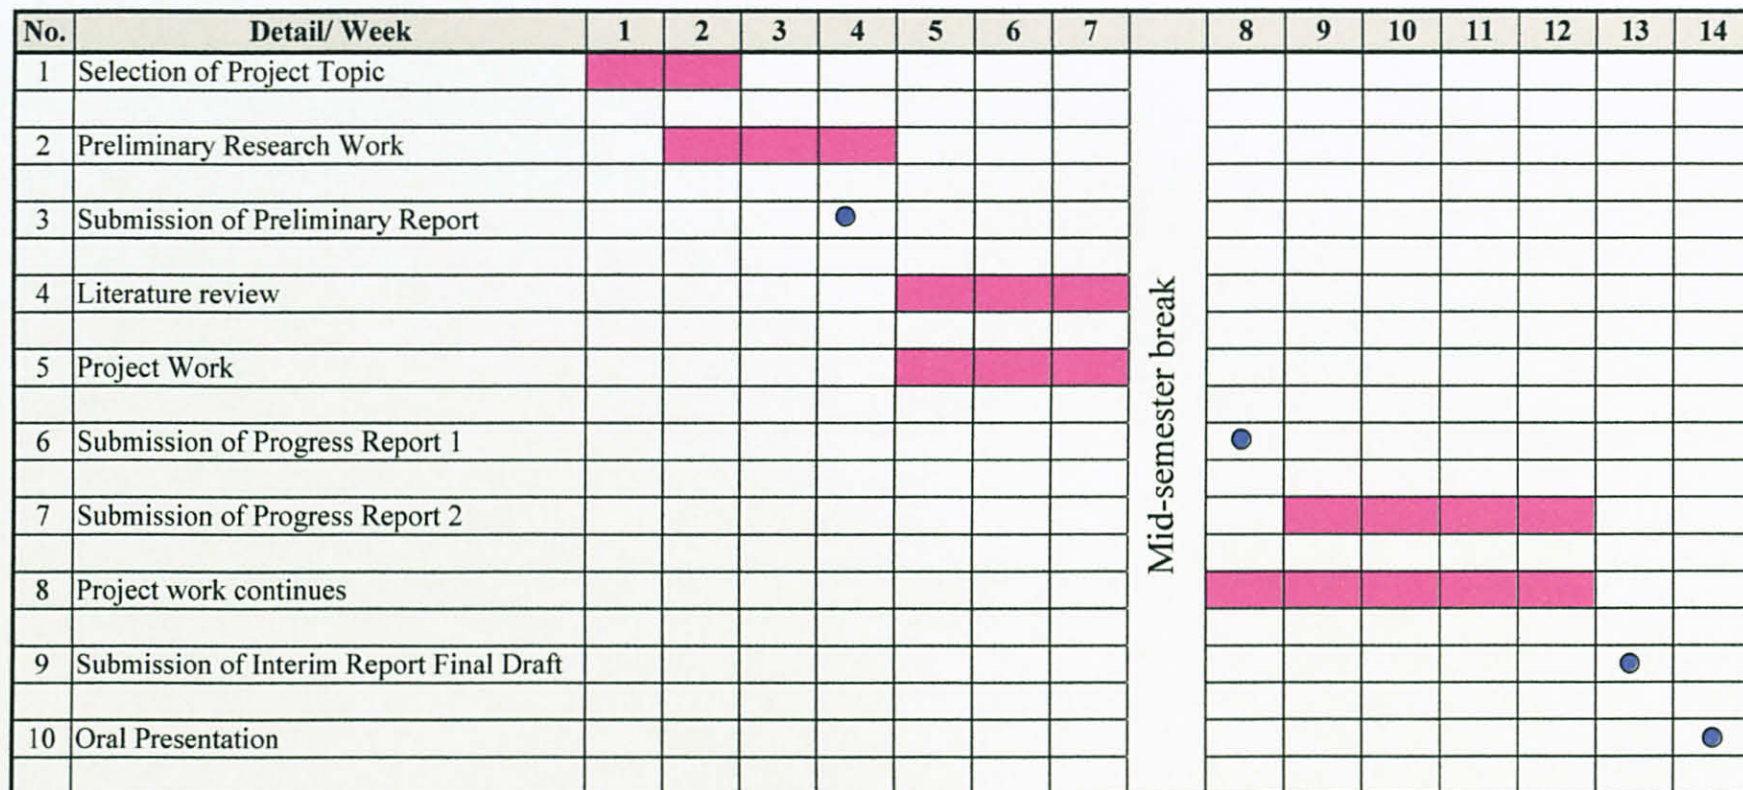 No. Detail/ Week 1 2 3 4 5 6 7 8 9 10 11 12 13 14
1 Selection of Project Topic
2 Preliminary Research Work
3 Submission of Preliminary Report
4 Literature review
5 Project Work
Mid-semester break
6 Submission of Progress Report 1
7 Submission of Progress Report 2
8 Project work continues
9 Submission of Interim Report Final Draft
10 Oral Presentation